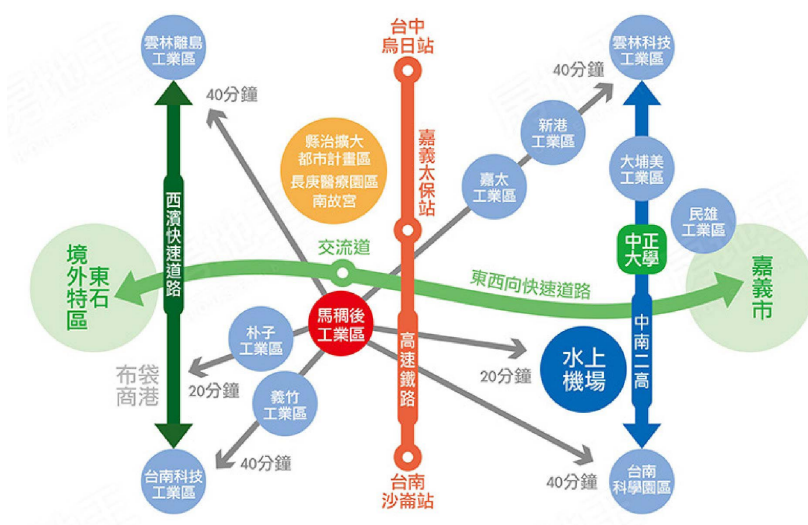 雲林離島
工業區
台中
烏日站
雲林科技
工業區
40分鐘
40分鐘
縣治擴大
都市計畫區
長庚醫療園區
南故宮
嘉義太保站
新港
工業區
嘉太
工業區
大埔美
工業區
民雄
工業區
西濱快速道路
中正
大學
東石
境外特區
交流道
東西向快速道路
嘉義市
馬稠後
工業區
朴子
工業區
高速鐵路
中南二高
水上
機場
布袋
商港
20分鐘
20分鐘
義竹
工業區
40分鐘
40分鐘
台南科技
工業區
台南
沙崙站
台南
科學園區